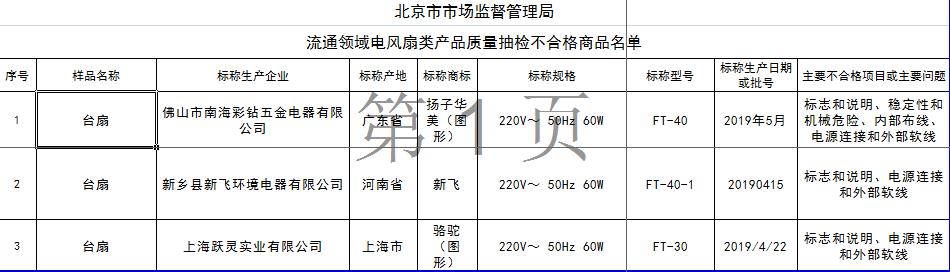 北京市市场监督管理局
流通领域电风扇类产品质量抽检不合格商品名单
序号 样品名称 标称生产企业 标称产地 标称商标 标称规格 标称型号 标称生产日期或批号 主要不合格项目或主要问题
1 台扇 佛山市南海彩钻五金电器有限公司 广东省 扬子华美（图形） 220V～ 50Hz 60W FT-40 2019年5月 标志和说明、稳定性和机械危险、内部布线、电源连接和外部软线
2 台扇 新乡县新飞环境电器有限公司 河南省 新飞 220V～ 50Hz 60W FT-40-1 20190415 标志和说明、电源连接和外部软线
3 台扇 上海跃灵实业有限公司 上海市 骆驼（图形） 220V～ 50Hz 60W FT-30 2019/4/22 标志和说明、电源连接和外部软线
第 1 页